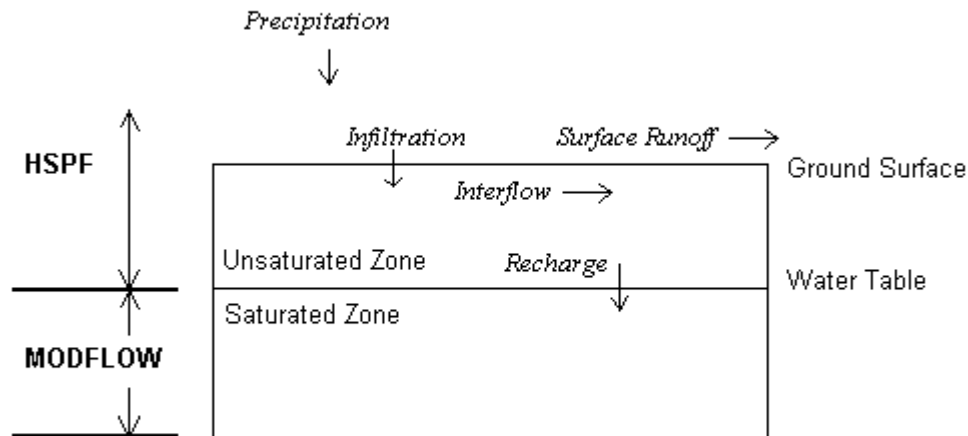 Precipitation
Infiltration
Surface Runoff
HSPF
Ground Surface
Interflow
Unsaturated Zone
Recharge
Water Table
Saturated Zone
MODFLOW